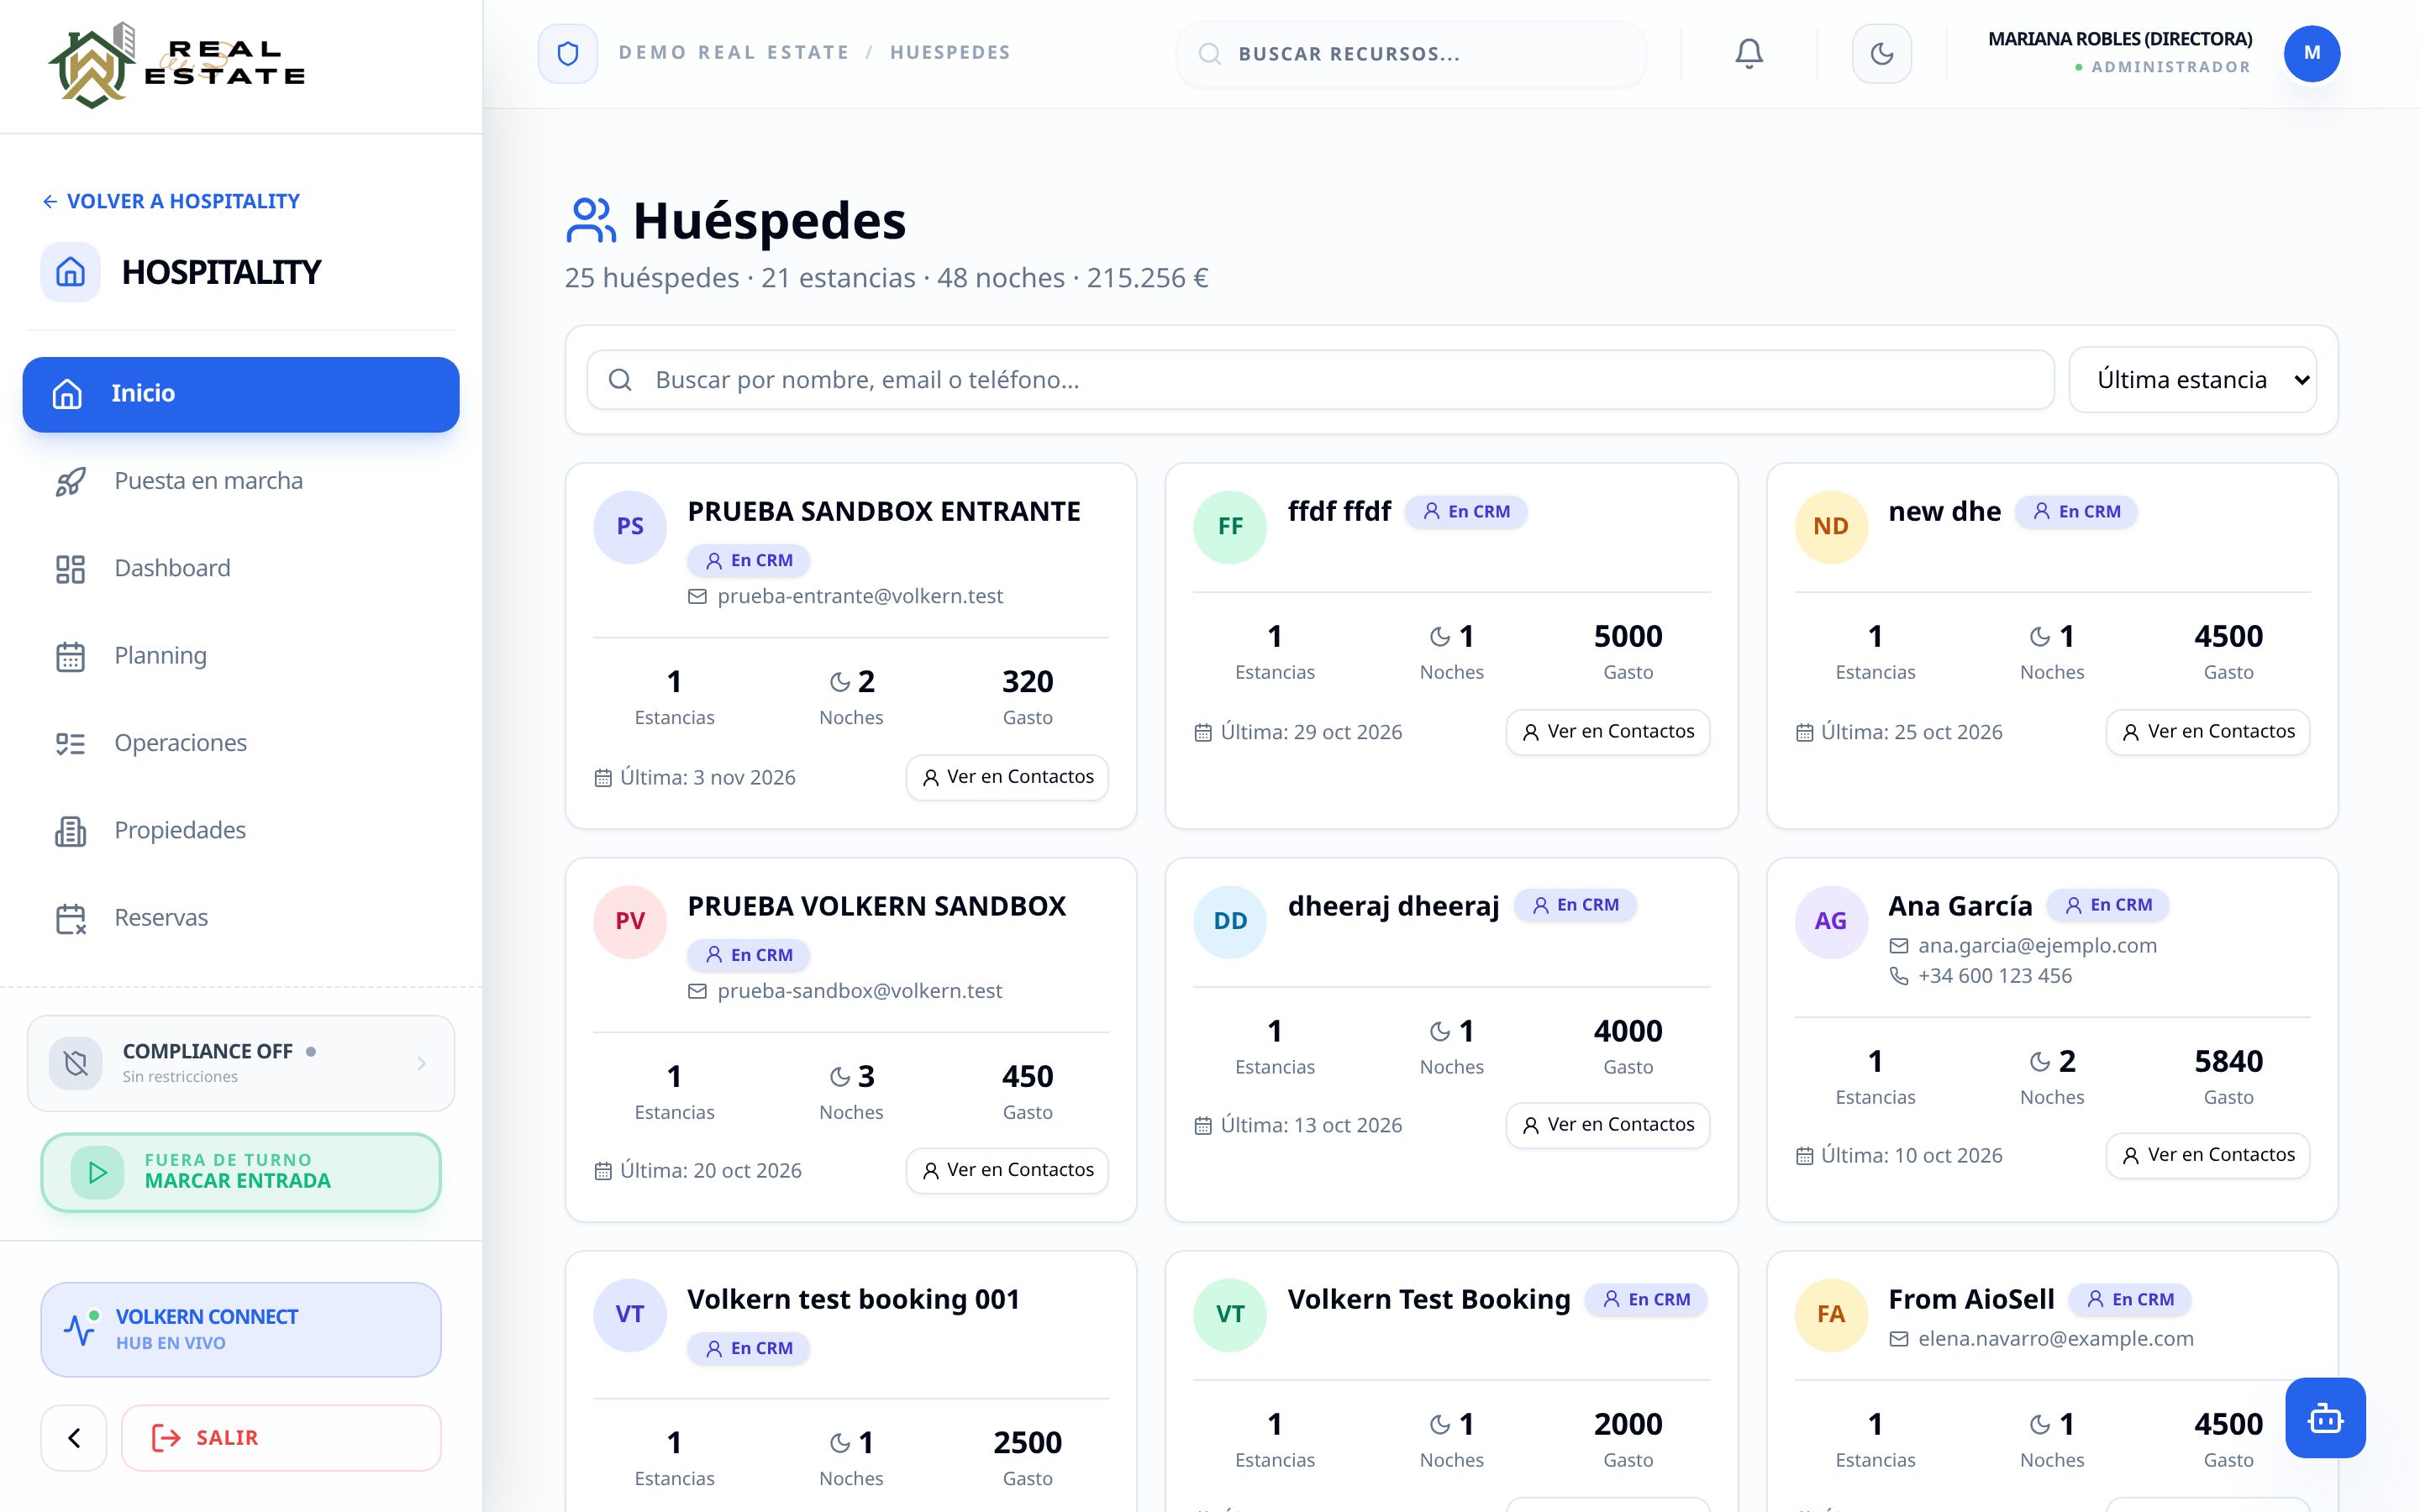 REAL
ESTATE
DEMO REAL ESTATE / HUESPEDES
BUSCAR RECURSOS...
MARIANA ROBLES (DIRECTORA)
ADMINISTRADOR
M
VOLVER A HOSPITALITY
HOSPITALITY
Inicio
Puesta en marcha
Dashboard
Planning
Operaciones
Propiedades
Reservas
COMPLIANCE OFF
Sin restricciones
FUERA DE TURNO
MARCAR ENTRADA
VOLKERN CONNECT
HUB EN VIVO
SALIR
Huéspedes
25 huéspedes · 21 estancias · 48 noches · 215.256 €
Buscar por nombre, email o teléfono...
Última estancia
PS
PRUEBA SANDBOX ENTRANTE
En CRM
prueba-entrante@volkern.test
1 2 320
Estancias Noches Gasto
Última: 3 nov 2026 Ver en Contactos
FF
ffdf ffdf En CRM
1 1 5000
Estancias Noches Gasto
Última: 29 oct 2026 Ver en Contactos
ND
new dhe En CRM
1 1 4500
Estancias Noches Gasto
Última: 25 oct 2026 Ver en Contactos
PV
PRUEBA VOLKERN SANDBOX
En CRM
prueba-sandbox@volkern.test
1 3 450
Estancias Noches Gasto
Última: 20 oct 2026 Ver en Contactos
DD
dheeraj dheeraj En CRM
1 1 4000
Estancias Noches Gasto
Última: 13 oct 2026 Ver en Contactos
AG
Ana García En CRM
ana.garcia@ejemplo.com
+34 600 123 456
1 2 5840
Estancias Noches Gasto
Última: 10 oct 2026 Ver en Contactos
VT
Volkern test booking 001
En CRM
1 1 2500
Estancias Noches Gasto
VT
Volkern Test Booking En CRM
1 1 2000
Estancias Noches Gasto
FA
From AioSell En CRM
elena.navarro@example.com
1 1 4500
Estancias Noches Gasto